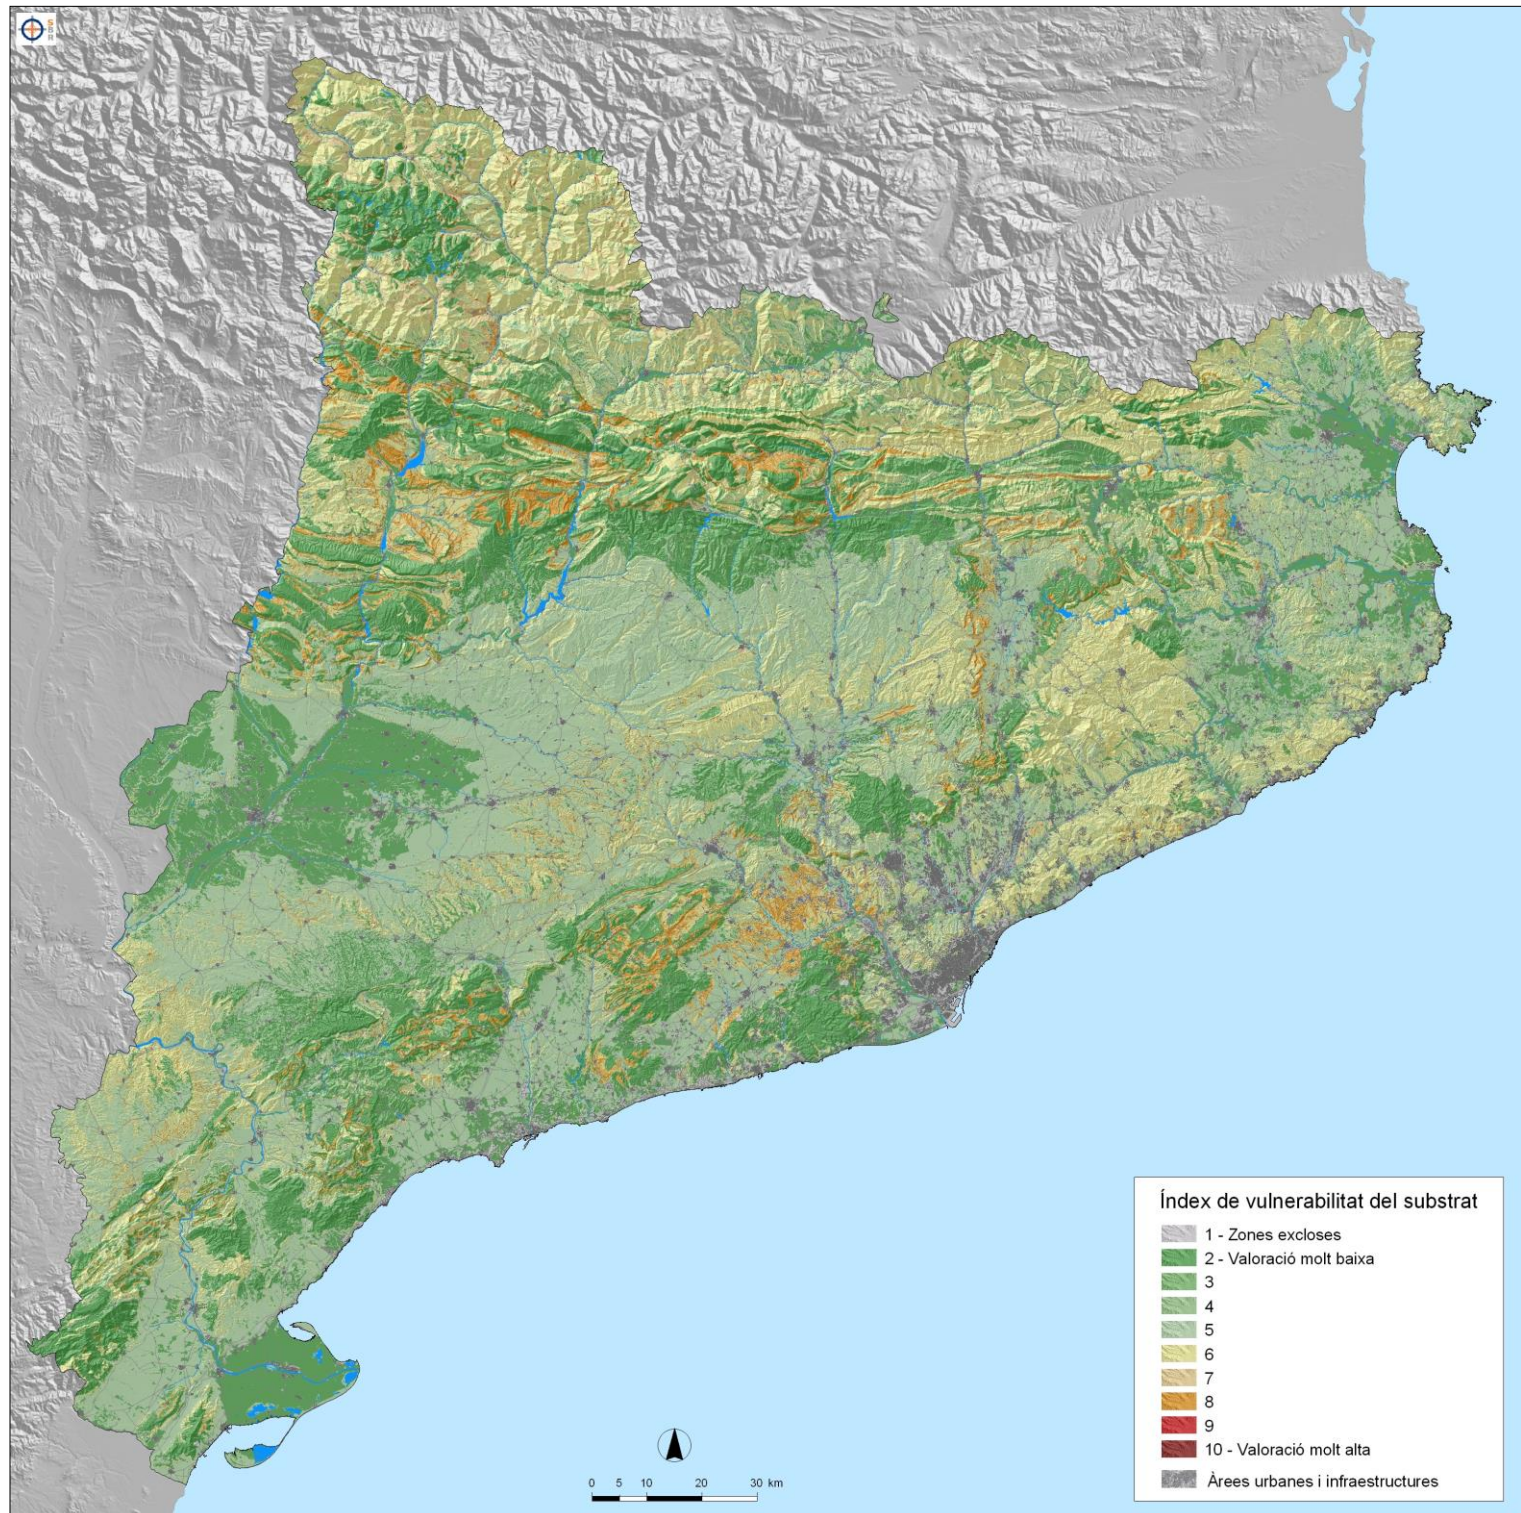 Índex de vulnerabilitat del substrat
1 - Zones excloses
2 - Valoració molt baixa
3
4
5
6
7
8
9
10 - Valoració molt alta
Àrees urbanes i infraestructures
0 5 10 20 30 km